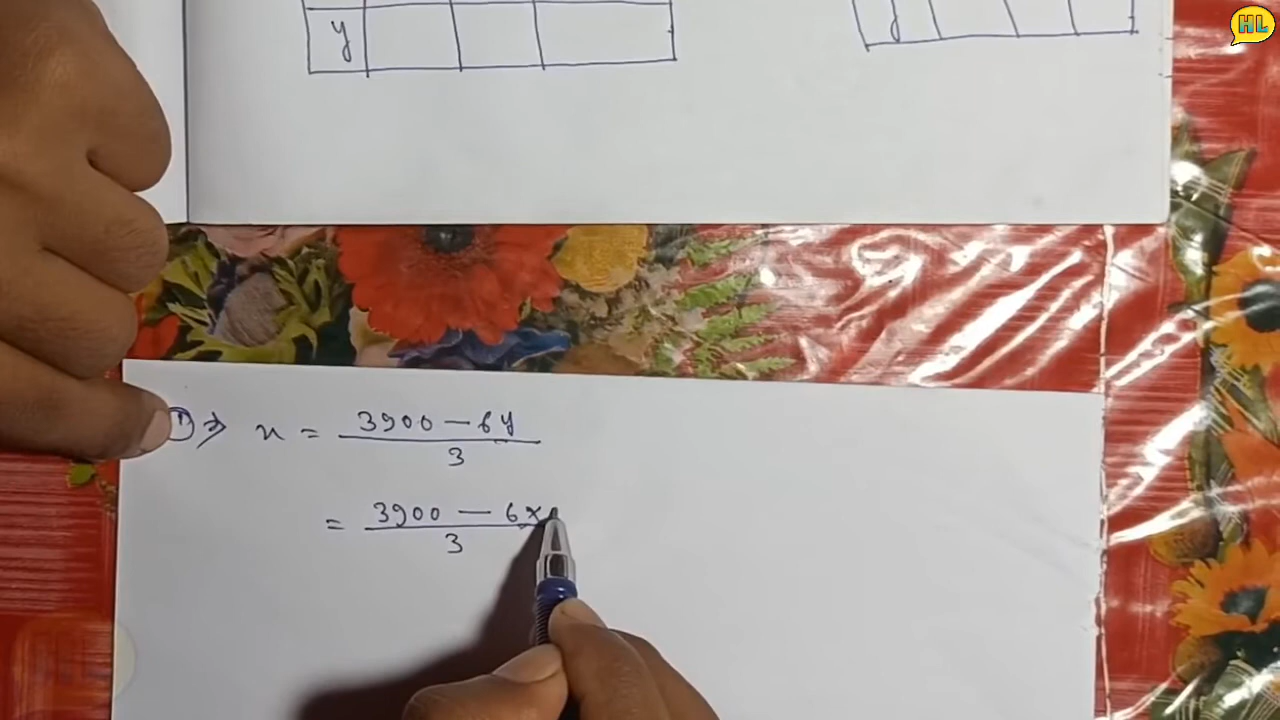 HL
y
y
① ⇒ x = 3900 — 6y / 3
= 3900 — 6×
3